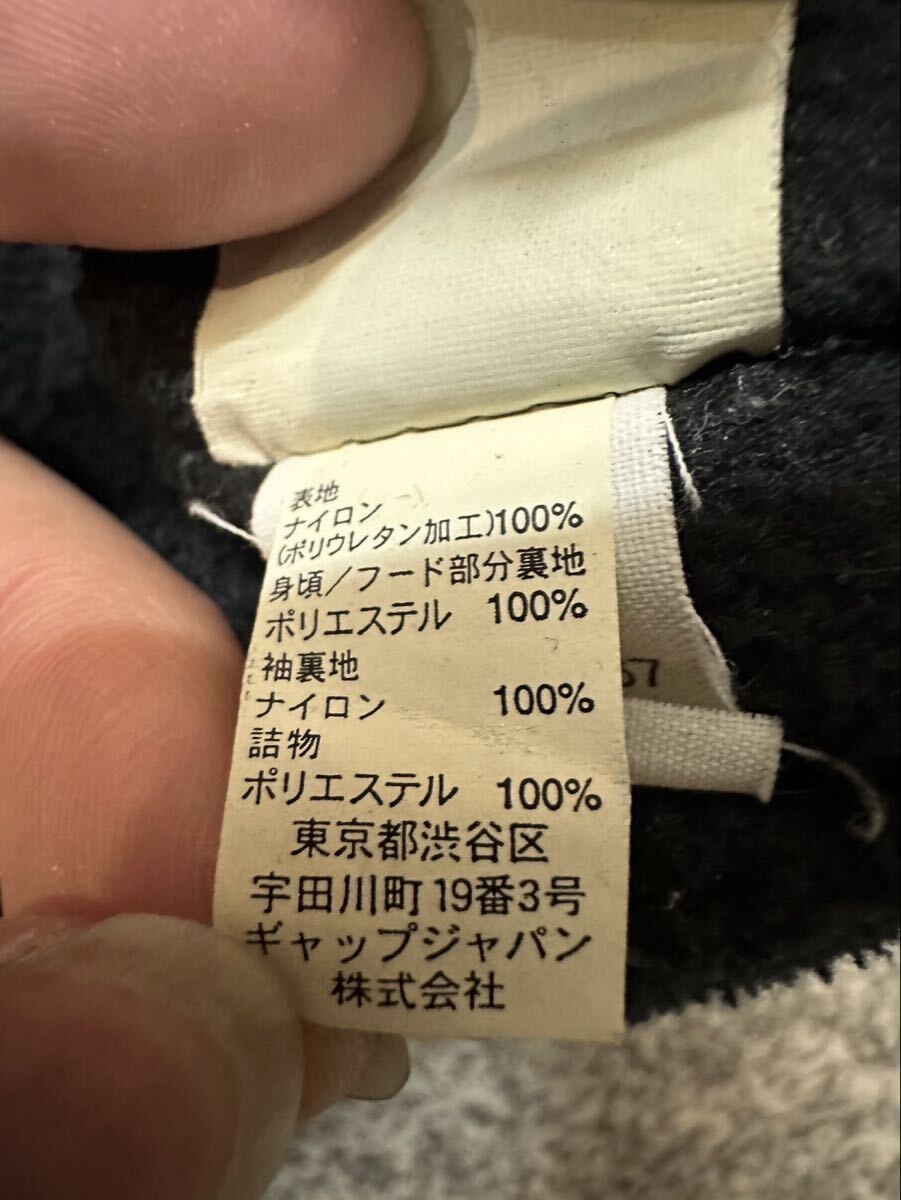 表地
ナイロン
(ポリウレタン加工)100%
身頃/フード部分裏地
ポリエステル 100%
袖裏地
ナイロン 100%
詰物
ポリエステル 100%
東京都渋谷区
宇田川町19番3号
ギャップジャパン
株式会社
57